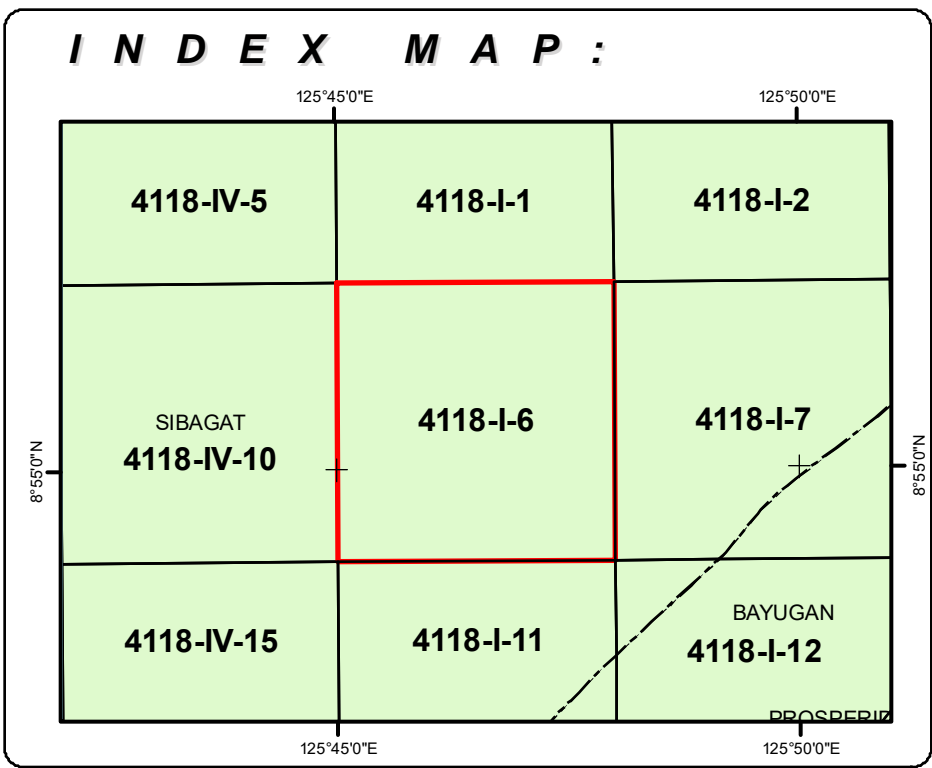 INDEX MAP:
125°45'0"E 125°50'0"E
4118-IV-5 4118-I-1 4118-I-2
SIBAGAT
4118-IV-10 4118-I-6 4118-I-7
8°55'0"N 8°55'0"N
BAYUGAN
4118-IV-15 4118-I-11 4118-I-12
PROSPERID
125°45'0"E 125°50'0"E